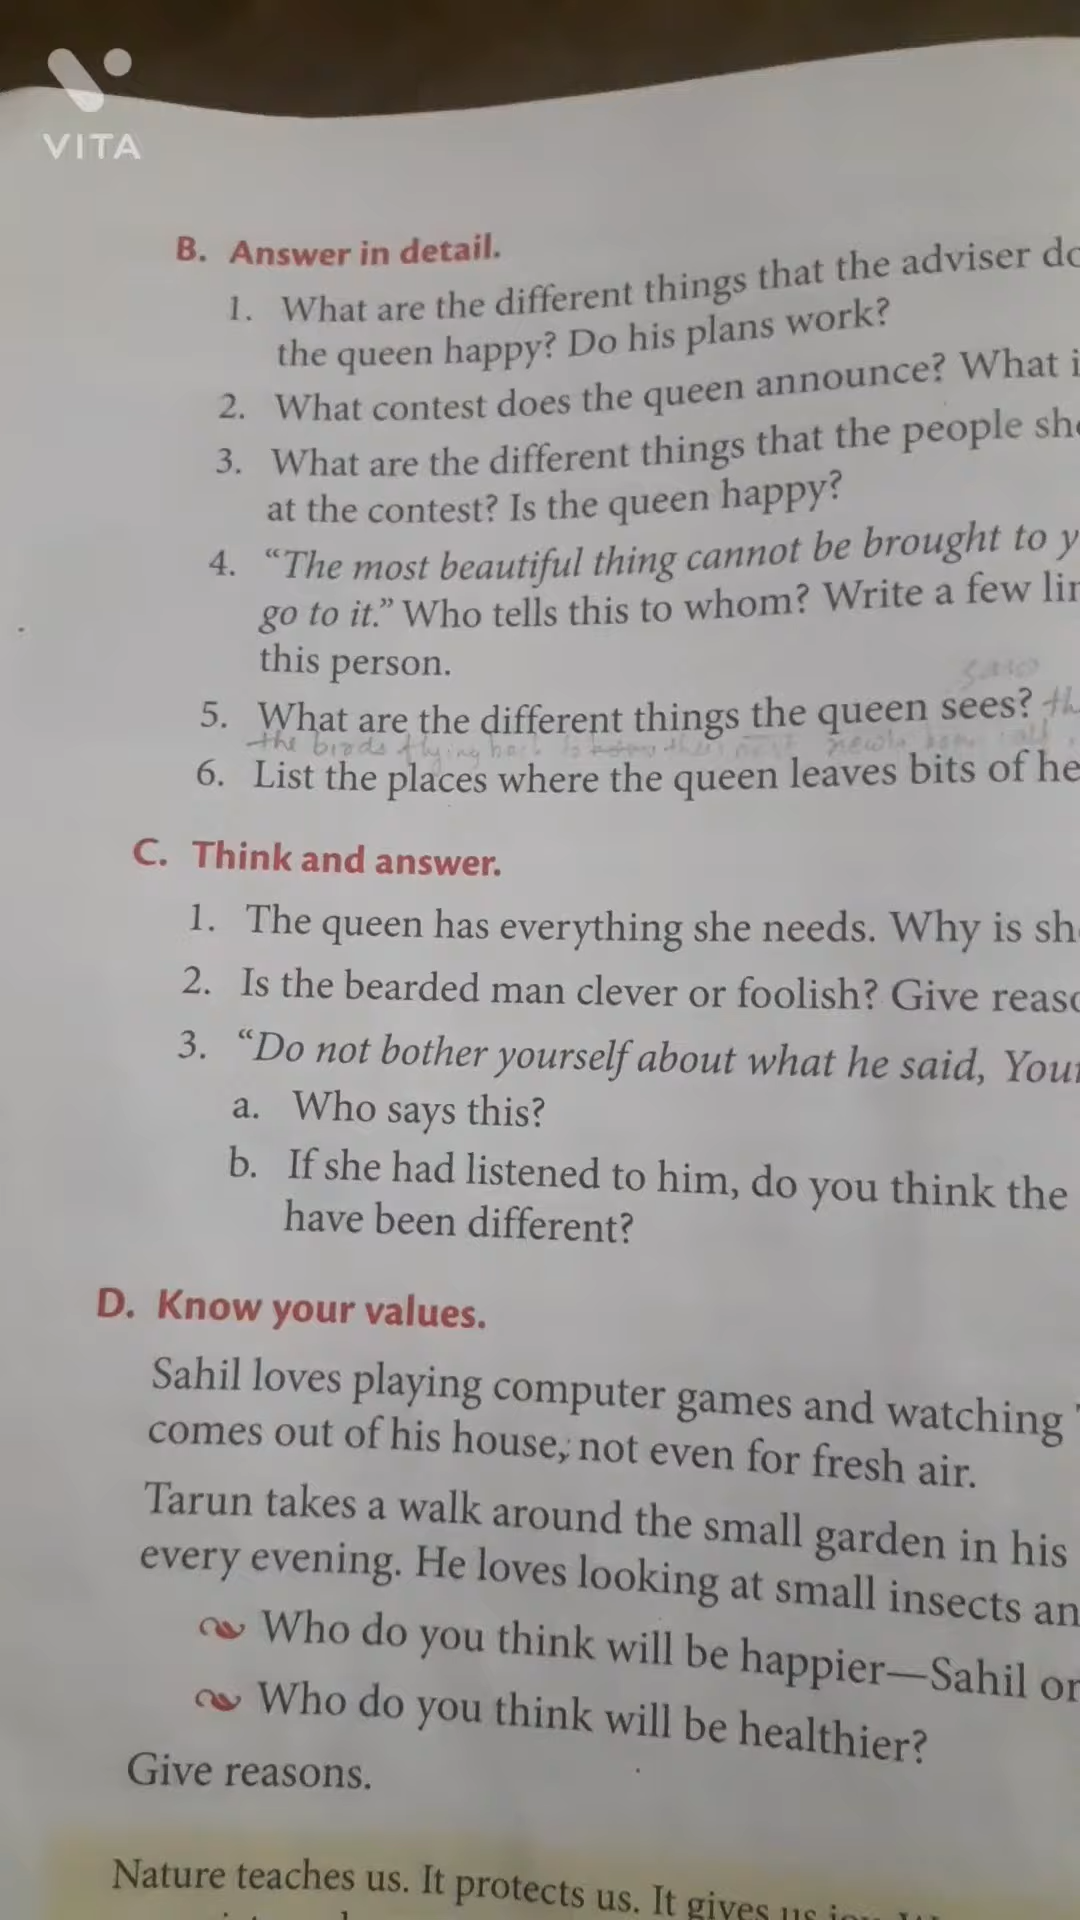 VITA
B. Answer in detail.
1. What are the different things that the adviser do
the queen happy? Do his plans work?
2. What contest does the queen announce? What i
3. What are the different things that the people sh
at the contest? Is the queen happy?
4. “The most beautiful thing cannot be brought to y
go to it.” Who tells this to whom? Write a few lin
this person.
saw
5. What are the different things the queen sees? th
the birds flying back to newly born calf
6. List the places where the queen leaves bits of he
C. Think and answer.
1. The queen has everything she needs. Why is sh
2. Is the bearded man clever or foolish? Give reaso
3. “Do not bother yourself about what he said, Your
a. Who says this?
b. If she had listened to him, do you think the
have been different?
D. Know your values.
Sahil loves playing computer games and watching
comes out of his house, not even for fresh air.
Tarun takes a walk around the small garden in his
every evening. He loves looking at small insects an
Who do you think will be happier—Sahil or
Who do you think will be healthier?
Give reasons.
Nature teaches us. It protects us. It gives us joy.